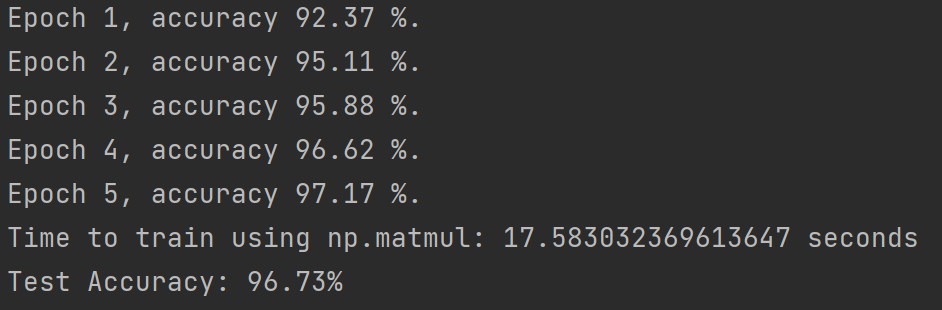 Epoch 1, accuracy 92.37 %.
Epoch 2, accuracy 95.11 %.
Epoch 3, accuracy 95.88 %.
Epoch 4, accuracy 96.62 %.
Epoch 5, accuracy 97.17 %.
Time to train using np.matmul: 17.583032369613647 seconds
Test Accuracy: 96.73%